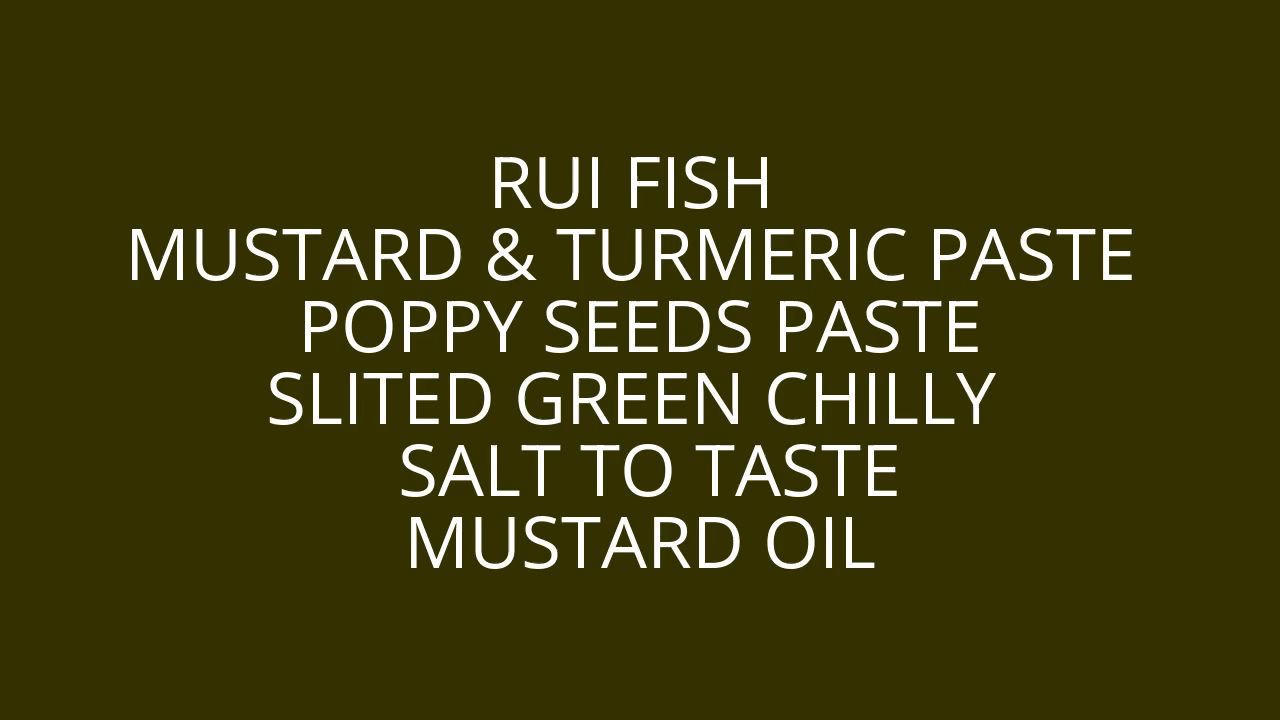 RUI FISH
MUSTARD & TURMERIC PASTE
POPPY SEEDS PASTE
SLITED GREEN CHILLY
SALT TO TASTE
MUSTARD OIL